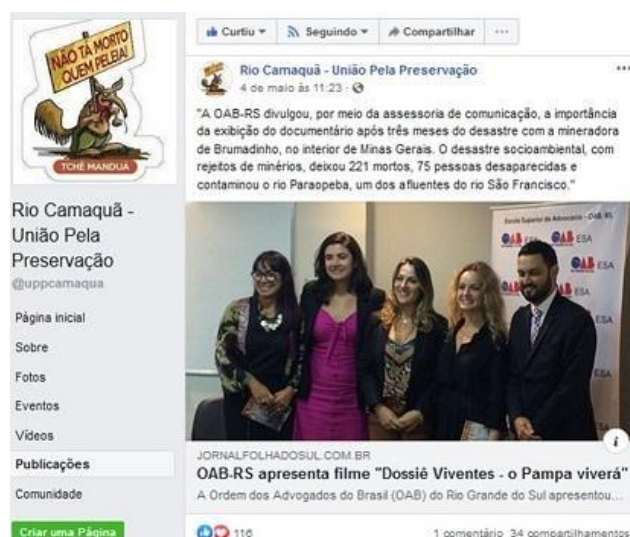 NÃO TÁ MORTO
QUEM PELEIA!
TCHÊ MANDUA
Rio Camaquã -
União Pela
Preservação
@uppcamaqua
Página inicial
Sobre
Fotos
Eventos
Vídeos
Publicações
Comunidade
Criar uma Página
Curtiu Seguindo Compartilhar ...
Rio Camaquã - União Pela Preservação ...
4 de maio às 11:23 ·
"A OAB-RS divulgou, por meio da assessoria de comunicação, a importância
da exibição do documentário após três meses do desastre com a mineradora
de Brumadinho, no interior de Minas Gerais. O desastre socioambiental, com
rejeitos de minérios, deixou 221 mortos, 75 pessoas desaparecidas e
contaminou o rio Paraopeba, um dos afluentes do rio São Francisco."
Escola Superior de Advocacia - OAB/RS
OAB ESA OAB ESA
OAB ESA
ESA
ESA
ESA
i
JORNALFOLHADOSUL.COM.BR
OAB-RS apresenta filme "Dossiê Viventes - o Pampa viverá"
A Ordem dos Advogados do Brasil (OAB) do Rio Grande do Sul apresentou...
116 1 comentário 34 compartilhamentos